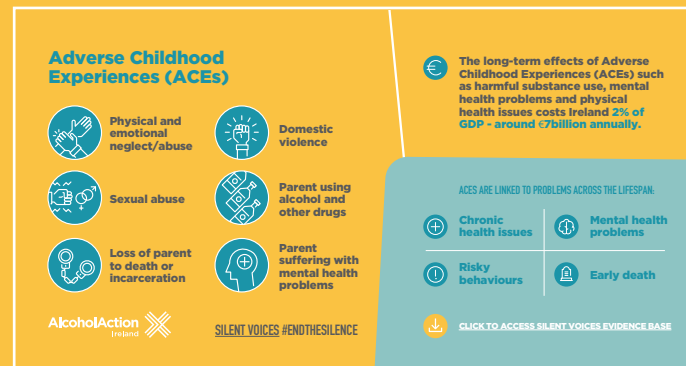 Adverse Childhood
Experiences (ACEs)
Physical and
emotional
neglect/abuse
Domestic
violence
Sexual abuse
Parent using
alcohol and
other drugs
Loss of parent
to death or
incarceration
Parent
suffering with
mental health
problems
AlcoholAction
Ireland
SILENT VOICES #ENDTHESILENCE
€
The long-term effects of Adverse
Childhood Experiences (ACEs) such
as harmful substance use, mental
health problems and physical
health issues costs Ireland 2% of
GDP - around €7billion annually.
ACES ARE LINKED TO PROBLEMS ACROSS THE LIFESPAN:
Chronic
health issues
Mental health
problems
Risky
behaviours
Early death
CLICK TO ACCESS SILENT VOICES EVIDENCE BASE